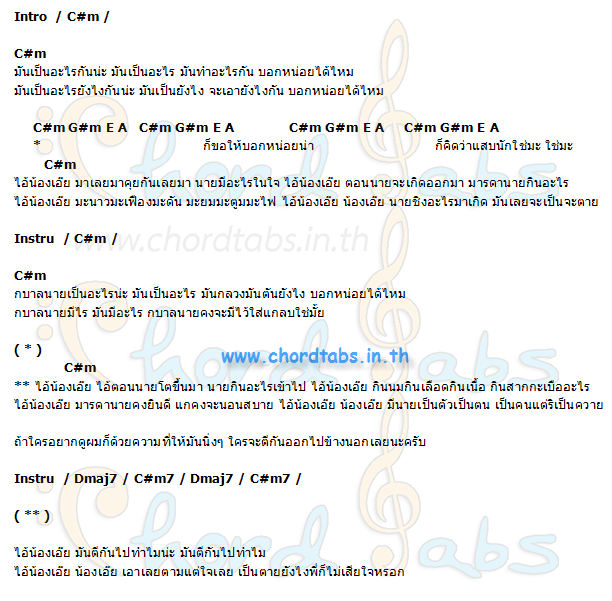 Intro / C#m /
C#m
มันเป็นอะไรกันน่ะ มันเป็นอะไร มันทำอะไรกัน บอกหน่อยได้ไหม
มันเป็นอะไรยังไงกันน่ะ มันเป็นยังไง จะเอายังไงกัน บอกหน่อยได้ไหม
C#m G#m E A C#m G#m E A C#m G#m E A C#m G#m E A
* ก็ขอให้บอกหน่อยน่า ก็คิดว่าแสบนักใช่มะ ใช่มะ
C#m
ไอ้น้องเอ๊ย มาเลยมาคุยกันเลยมา นายมีอะไรในใจ ไอ้น้องเอ๊ย ตอนนายจะเกิดออกมา มารดานายกินอะไร
ไอ้น้องเอ๊ย มะนาวมะเฟืองมะดัน มะยมมะตูมมะไฟ ไอ้น้องเอ๊ย น้องเอ๊ย นายชิงอะไรมาเกิด มันเลยจะเป็นจะตาย
www.chordtabs.in.th
Instru / C#m /
C#m
กบาลนายเป็นอะไรน่ะ มันเป็นอะไร มันกลวงมันตันยังไง บอกหน่อยได้ไหม
กบาลนายมีไร มันมีอะไร กบาลนายคงจะมีไว้ใส่แกลบใช่มั้ย
( * )
www.chordtabs.in.th
C#m
** ไอ้น้องเอ๊ย ไอ้ตอนนายโตขึ้นมา นายกินอะไรเข้าไป ไอ้น้องเอ๊ย กินนมกินเลือดกินเนื้อ กินสากกะเบืออะไร
ไอ้น้องเอ๊ย มารดานายคงยินดี แกคงจะนอนสบาย ไอ้น้องเอ๊ย น้องเอ๊ย มีนายเป็นตัวเป็นตน เป็นคนแต่ริเป็นควาย
ถ้าใครอยากดูผมก็ด้วยความที่ให้มันนิ่งๆ ใครจะตีกันออกไปข้างนอกเลยนะครับ
Instru / Dmaj7 / C#m7 / Dmaj7 / C#m7 /
( ** )
ไอ้น้องเอ๊ย มันตีกันไปทำไมน่ะ มันตีกันไปทำไม
ไอ้น้องเอ๊ย น้องเอ๊ย เอาเลยตามแต่ใจเลย เป็นตายยังไงพี่ก็ไม่เสียใจหรอก
Chord Tabs